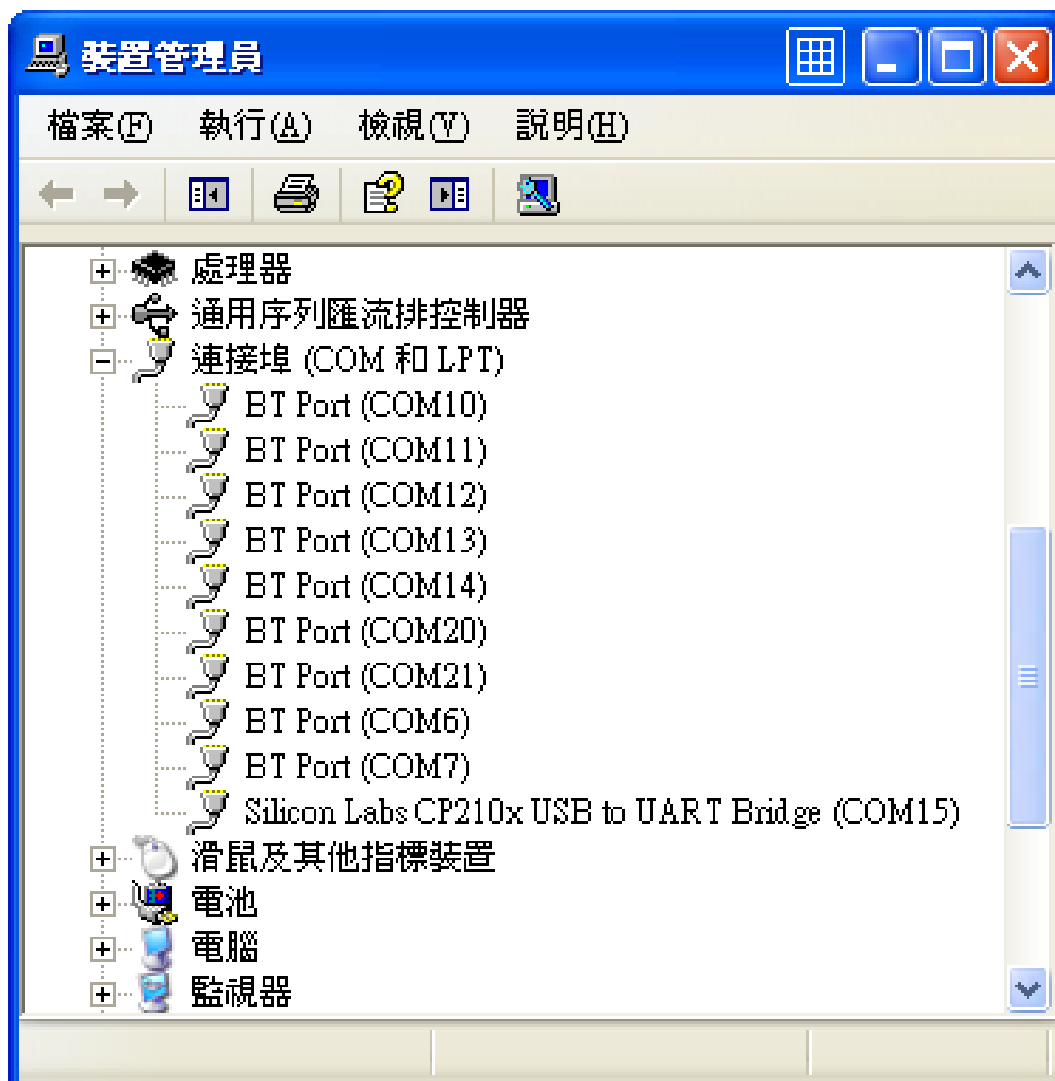 裝置管理員
檔案(F) 執行(A) 檢視(V) 說明(H)
處理器
通用序列匯流排控制器
連接埠 (COM 和 LPT)
BT Port (COM10)
BT Port (COM11)
BT Port (COM12)
BT Port (COM13)
BT Port (COM14)
BT Port (COM20)
BT Port (COM21)
BT Port (COM6)
BT Port (COM7)
Silicon Labs CP210x USB to UART Bridge (COM15)
滑鼠及其他指標裝置
電池
電腦
監視器